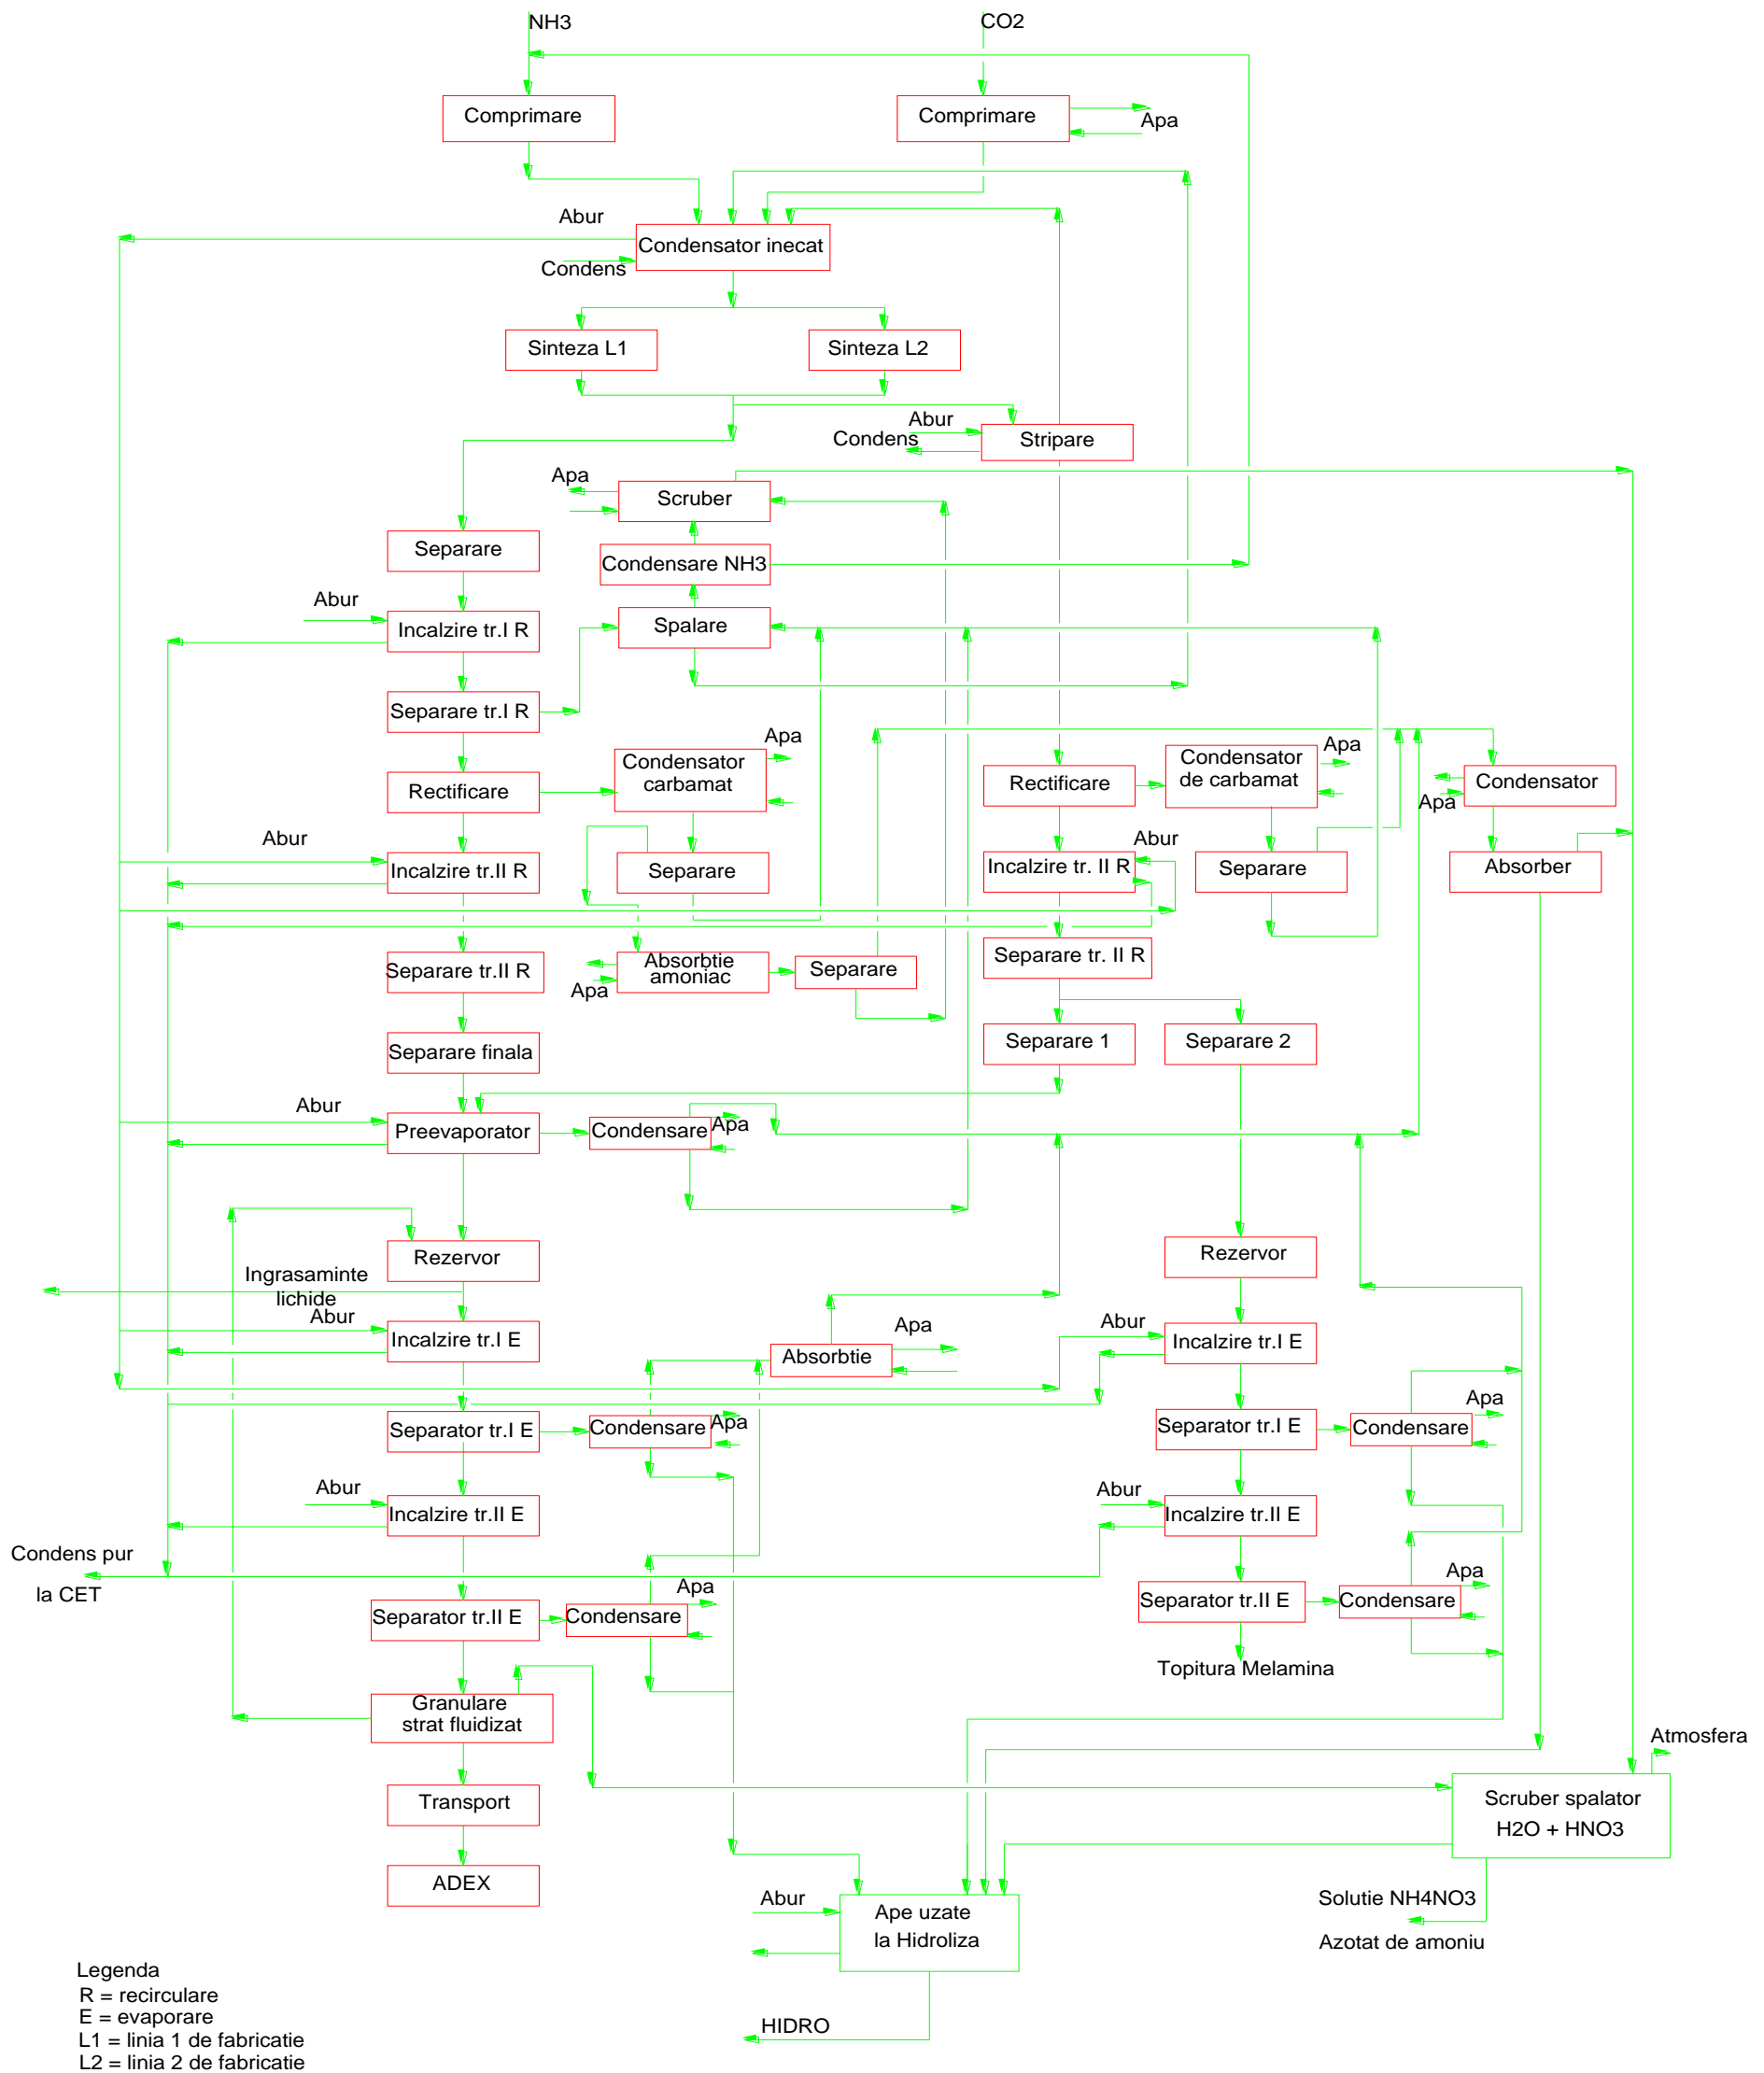 NH3
CO2
Comprimare
Comprimare
Apa
Abur
Condensator inecat
Condens
Sinteza L1
Sinteza L2
Abur
Condens
Stripare
Apa
Scruber
Separare
Condensare NH3
Abur
Incalzire tr.I R
Spalare
Separare tr.I R
Apa
Apa
Condensator
carbamat
Condensator
de carbamat
Rectificare
Rectificare
Condensator
Apa
Abur
Abur
Incalzire tr.II R
Separare
Incalzire tr. II R
Separare
Absorber
Separare tr.II R
Absorbtie
amoniac
Apa
Separare
Separare tr. II R
Separare finala
Separare 1
Separare 2
Abur
Preevaporator
Condensare
Apa
Rezervor
Rezervor
Ingrasaminte
lichide
Abur
Incalzire tr.I E
Apa
Absorbtie
Abur
Incalzire tr.I E
Separator tr.I E
Condensare
Apa
Separator tr.I E
Condensare
Apa
Abur
Incalzire tr.II E
Abur
Incalzire tr.II E
Condens pur
la CET
Separator tr.II E
Condensare
Apa
Separator tr.II E
Condensare
Apa
Topitura Melamina
Granulare
strat fluidizat
Atmosfera
Transport
Scruber spalator
H2O + HNO3
ADEX
Abur
Ape uzate
la Hidroliza
Solutie NH4NO3
Azotat de amoniu
HIDRO
Legenda
R = recirculare
E = evaporare
L1 = linia 1 de fabricatie
L2 = linia 2 de fabricatie